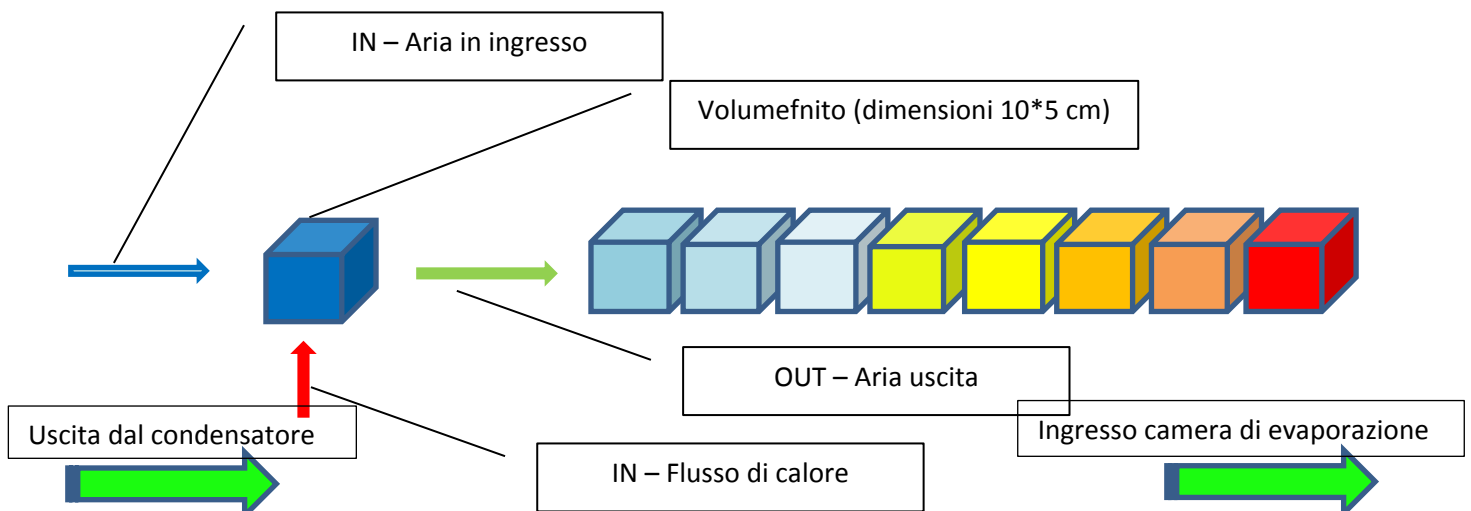 IN – Aria in ingresso
Volumefnito (dimensioni 10*5 cm)
OUT – Aria uscita
Uscita dal condensatore
Ingresso camera di evaporazione
IN – Flusso di calore